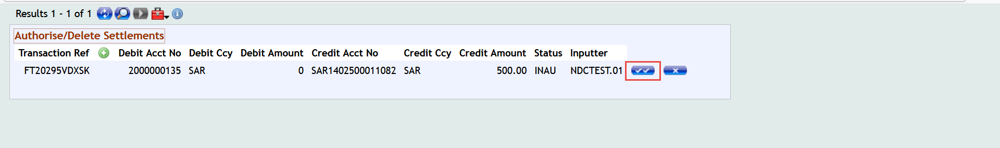 Results 1 - 1 of 1
Authorise/Delete Settlements
Transaction Ref Debit Acct No Debit Ccy Debit Amount Credit Acct No Credit Ccy Credit Amount Status Inputter
FT20295VDXSK 2000000135 SAR 0 SAR1402500011082 SAR 500.00 INAU NDCTEST.01